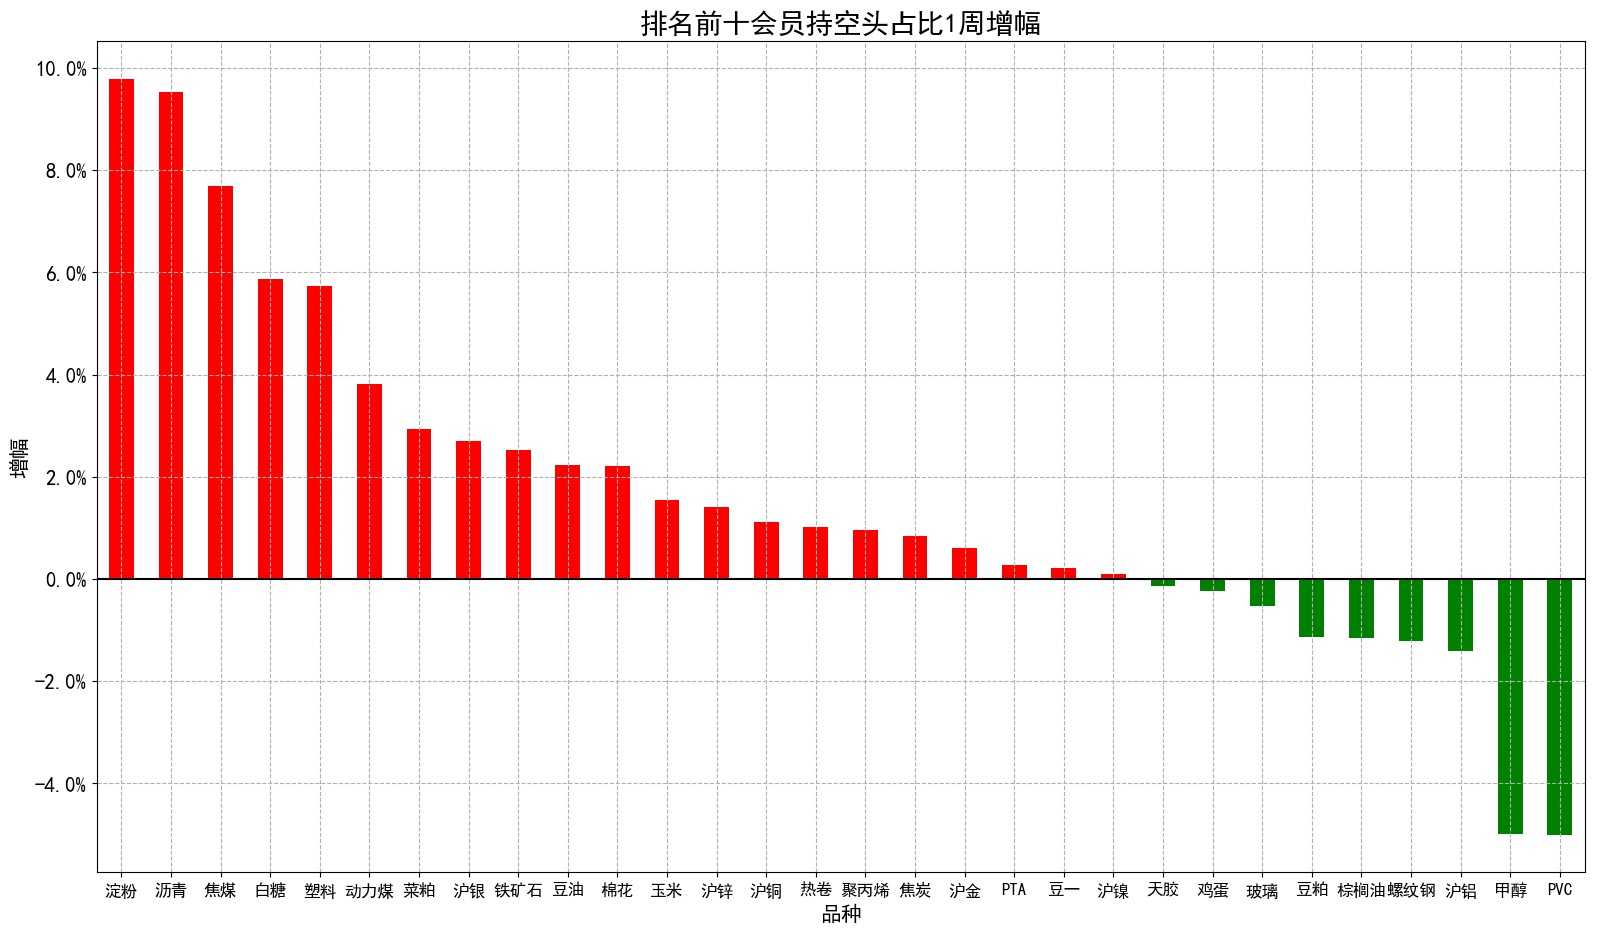 排名前十会员持空头占比1周增幅
10.0%
8.0%
6.0%
4.0%
2.0%
0.0%
-2.0%
-4.0%
增幅
淀粉 沥青 焦煤 白糖 塑料 动力煤 菜粕 沪银 铁矿石 豆油 棉花 玉米 沪锌 沪铜 热卷 聚丙烯 焦炭 沪金 PTA 豆一 沪镍 天胶 鸡蛋 玻璃 豆粕 棕榈油 螺纹钢 沪铝 甲醇 PVC
品种